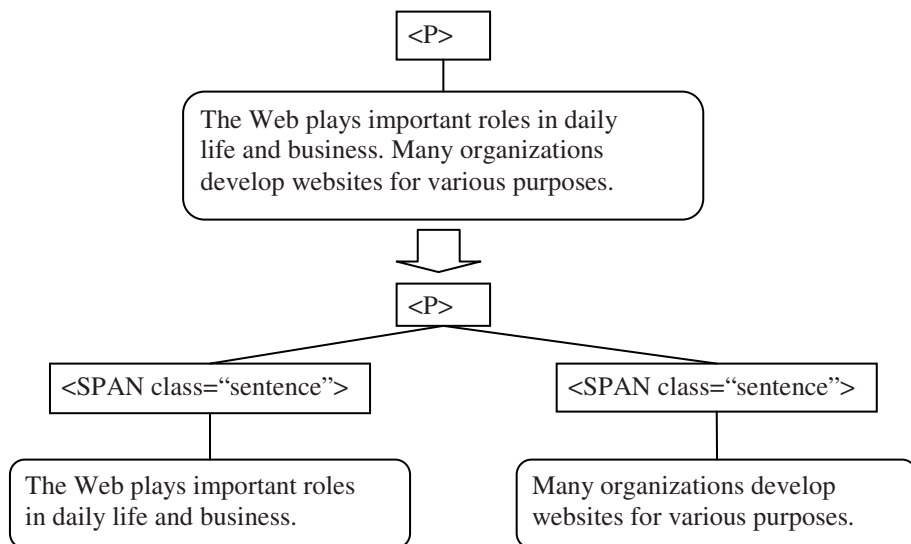 <P>
The Web plays important roles in daily
life and business. Many organizations
develop websites for various purposes.
<P>
<SPAN class=“sentence”>
<SPAN class=“sentence”>
The Web plays important roles
in daily life and business.
Many organizations develop
websites for various purposes.